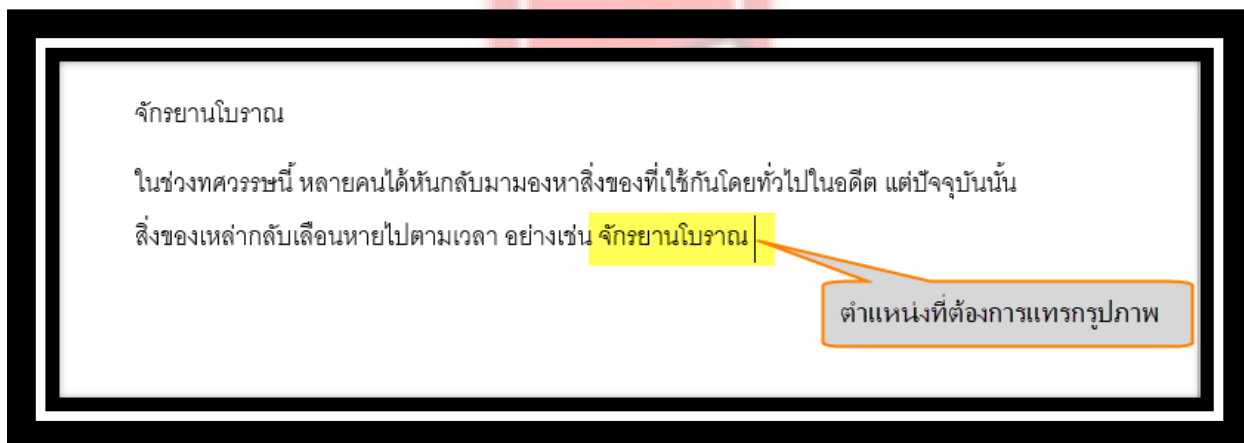 จักรยานโบราณ
ในช่วงทศวรรษนี้ หลายคนได้หันกลับมามองหาสิ่งของที่ใช้กันโดยทั่วไปในอดีต แต่ปัจจุบันนั้น
สิ่งของเหล่ากลับเลือนหายไปตามเวลา อย่างเช่น จักรยานโบราณ
ตำแหน่งที่ต้องการแทรกรูปภาพ